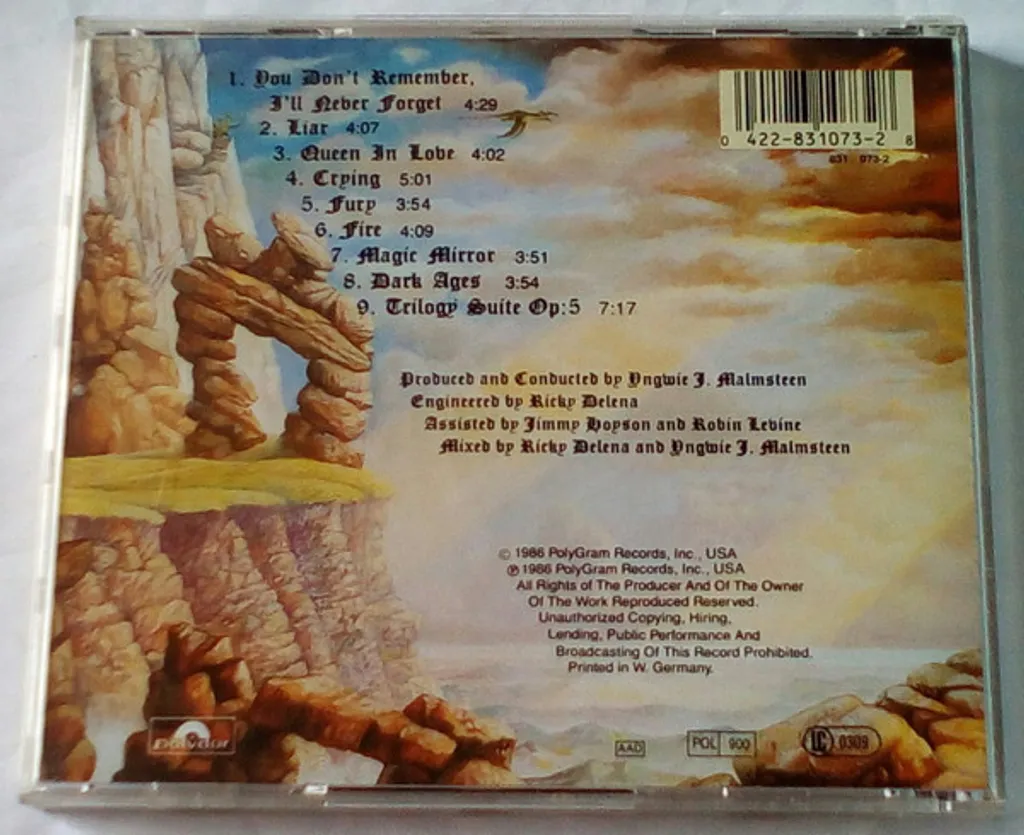 1. You Don't Remember,
I'll Never Forget 4:29
2. Liar 4:07
3. Queen In Love 4:02
4. Crying 5:01
5. Fury 3:54
6. Fire 4:09
7. Magic Mirror 3:51
8. Dark Ages 3:54
9. Trilogy Suite Op:5 7:17
0 422-831073-2 8
831 073-2
Produced and Conducted by Yngwie J. Malmsteen
Engineered by Ricky Delena
Assisted by Jimmy Hopson and Robin Levine
Mixed by Ricky Delena and Yngwie J. Malmsteen
© 1986 PolyGram Records, Inc., USA
℗ 1986 PolyGram Records, Inc., USA
All Rights of The Producer And Of The Owner
Of The Work Reproduced Reserved.
Unauthorized Copying, Hiring,
Lending, Public Performance And
Broadcasting Of This Record Prohibited.
Printed in W. Germany.
Polydor
AAD
POL 900
LC 0309